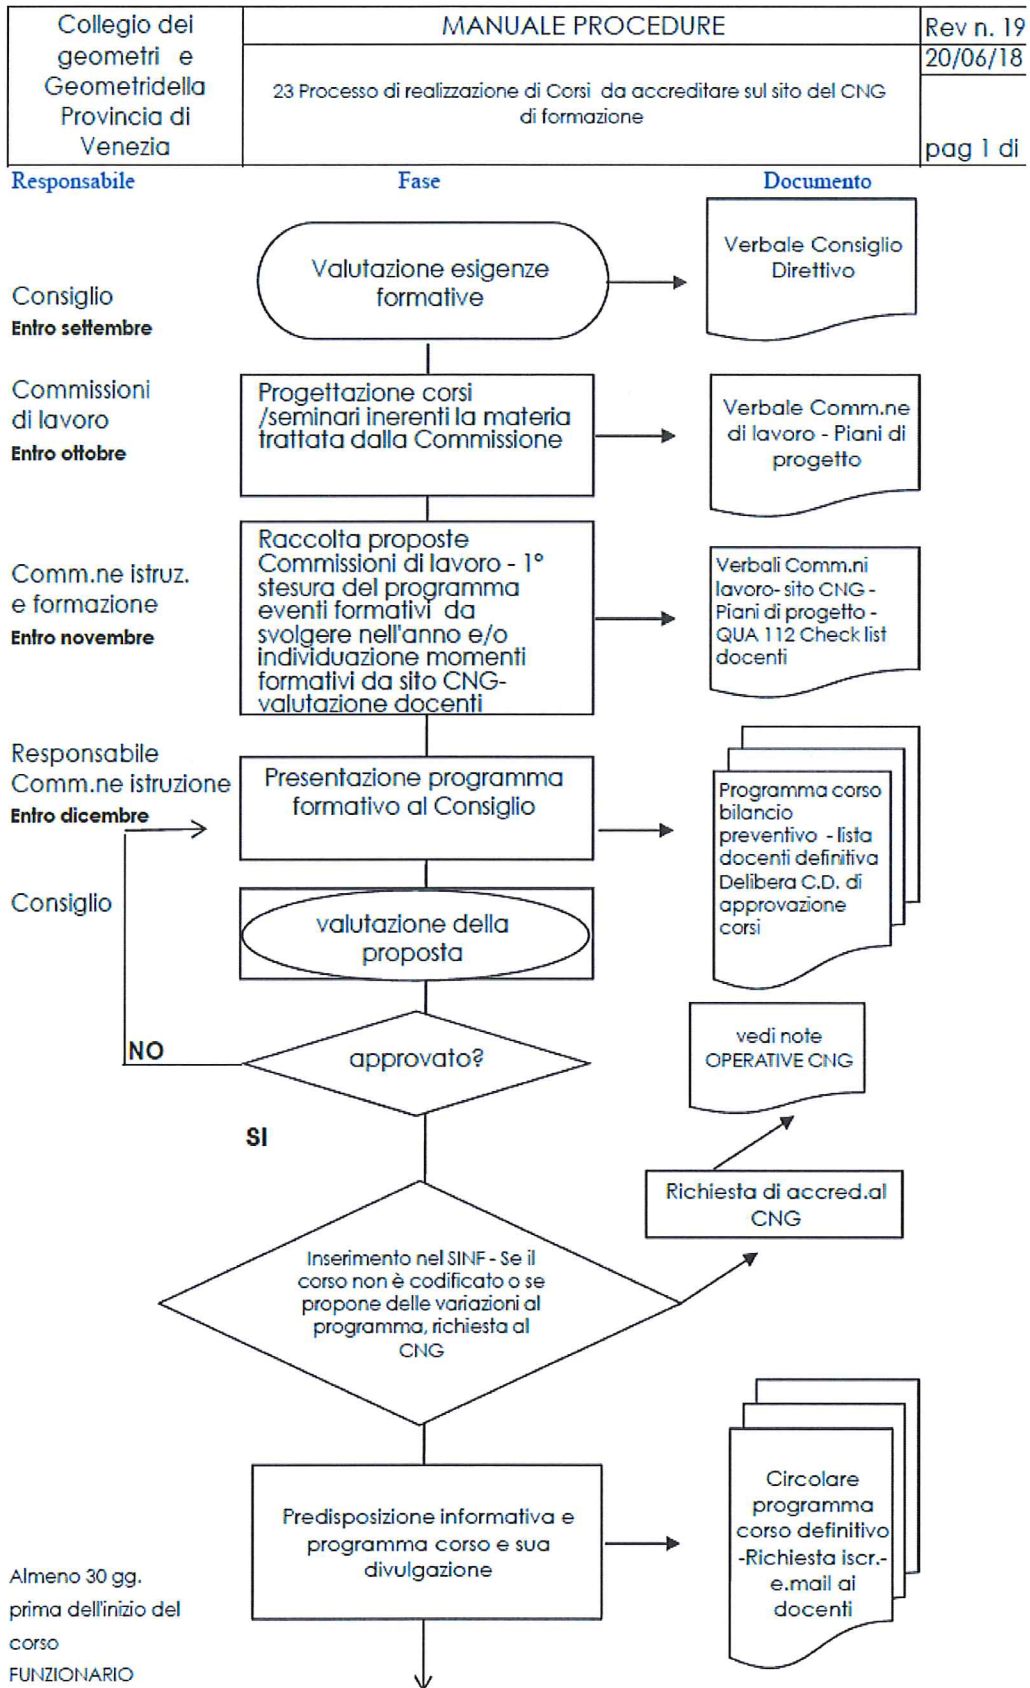 Collegio dei
geometri e
Geometridella
Provincia di
Venezia
MANUALE PROCEDURE
23 Processo di realizzazione di Corsi da accreditare sul sito del CNG
di formazione
Rev n. 19
20/06/18
pag 1 di
Responsabile
Fase
Documento
Consiglio
Entro settembre
Valutazione esigenze
formative
Verbale Consiglio
Direttivo
Commissioni
di lavoro
Entro ottobre
Progettazione corsi
/seminari inerenti la materia
trattata dalla Commissione
Verbale Comm.ne
di lavoro - Piani di
progetto
Comm.ne istruz.
e formazione
Entro novembre
Raccolta proposte
Commissioni di lavoro - 1°
stesura del programma
eventi formativi da
svolgere nell'anno e/o
individuazione momenti
formativi da sito CNG-
valutazione docenti
Verbali Comm.ni
lavoro- sito CNG -
Piani di progetto -
QUA 112 Check list
docenti
Responsabile
Comm.ne istruzione
Entro dicembre
Presentazione programma
formativo al Consiglio
Programma corso
bilancio
preventivo - lista
docenti definitiva
Delibera C.D. di
approvazione
corsi
Consiglio
valutazione della
proposta
NO
approvato?
vedi note
OPERATIVE CNG
SI
Richiesta di accred.al
CNG
Inserimento nel SINF - Se il
corso non è codificato o se
propone delle variazioni al
programma, richiesta al
CNG
Predisposizione informativa e
programma corso e sua
divulgazione
Circolare
programma
corso definitivo
-Richiesta iscr.-
e.mail ai
docenti
Almeno 30 gg.
prima dell'inizio del
corso
FUNZIONARIO